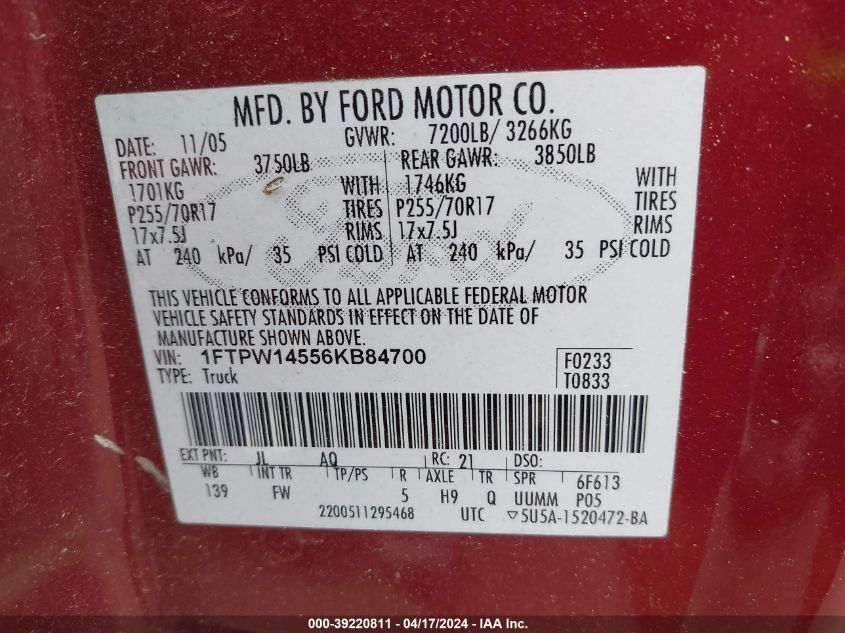 MFD. BY FORD MOTOR CO.
DATE: 11/05 GVWR: 7200LB/ 3266KG
FRONT GAWR: 3750LB REAR GAWR: 3850LB
1701KG WITH 1746KG WITH
P255/70R17 TIRES P255/70R17 TIRES
17x7.5J RIMS 17x7.5J RIMS
AT 240 kPa/ 35 PSI COLD AT 240 kPa/ 35 PSI COLD
THIS VEHICLE CONFORMS TO ALL APPLICABLE FEDERAL MOTOR
VEHICLE SAFETY STANDARDS IN EFFECT ON THE DATE OF
MANUFACTURE SHOWN ABOVE.
VIN: 1FTPW14556KB84700 F0233
TYPE: Truck T0833
EXT PNT: JL AQ RC: 21 DSO:
WB INT TR TP/PS R AXLE TR SPR 6F613
139 FW 5 H9 Q UUMM P05
2200511295468 UTC ▽5U5A-1520472-BA
000-39220811 - 04/17/2024 - IAA Inc.